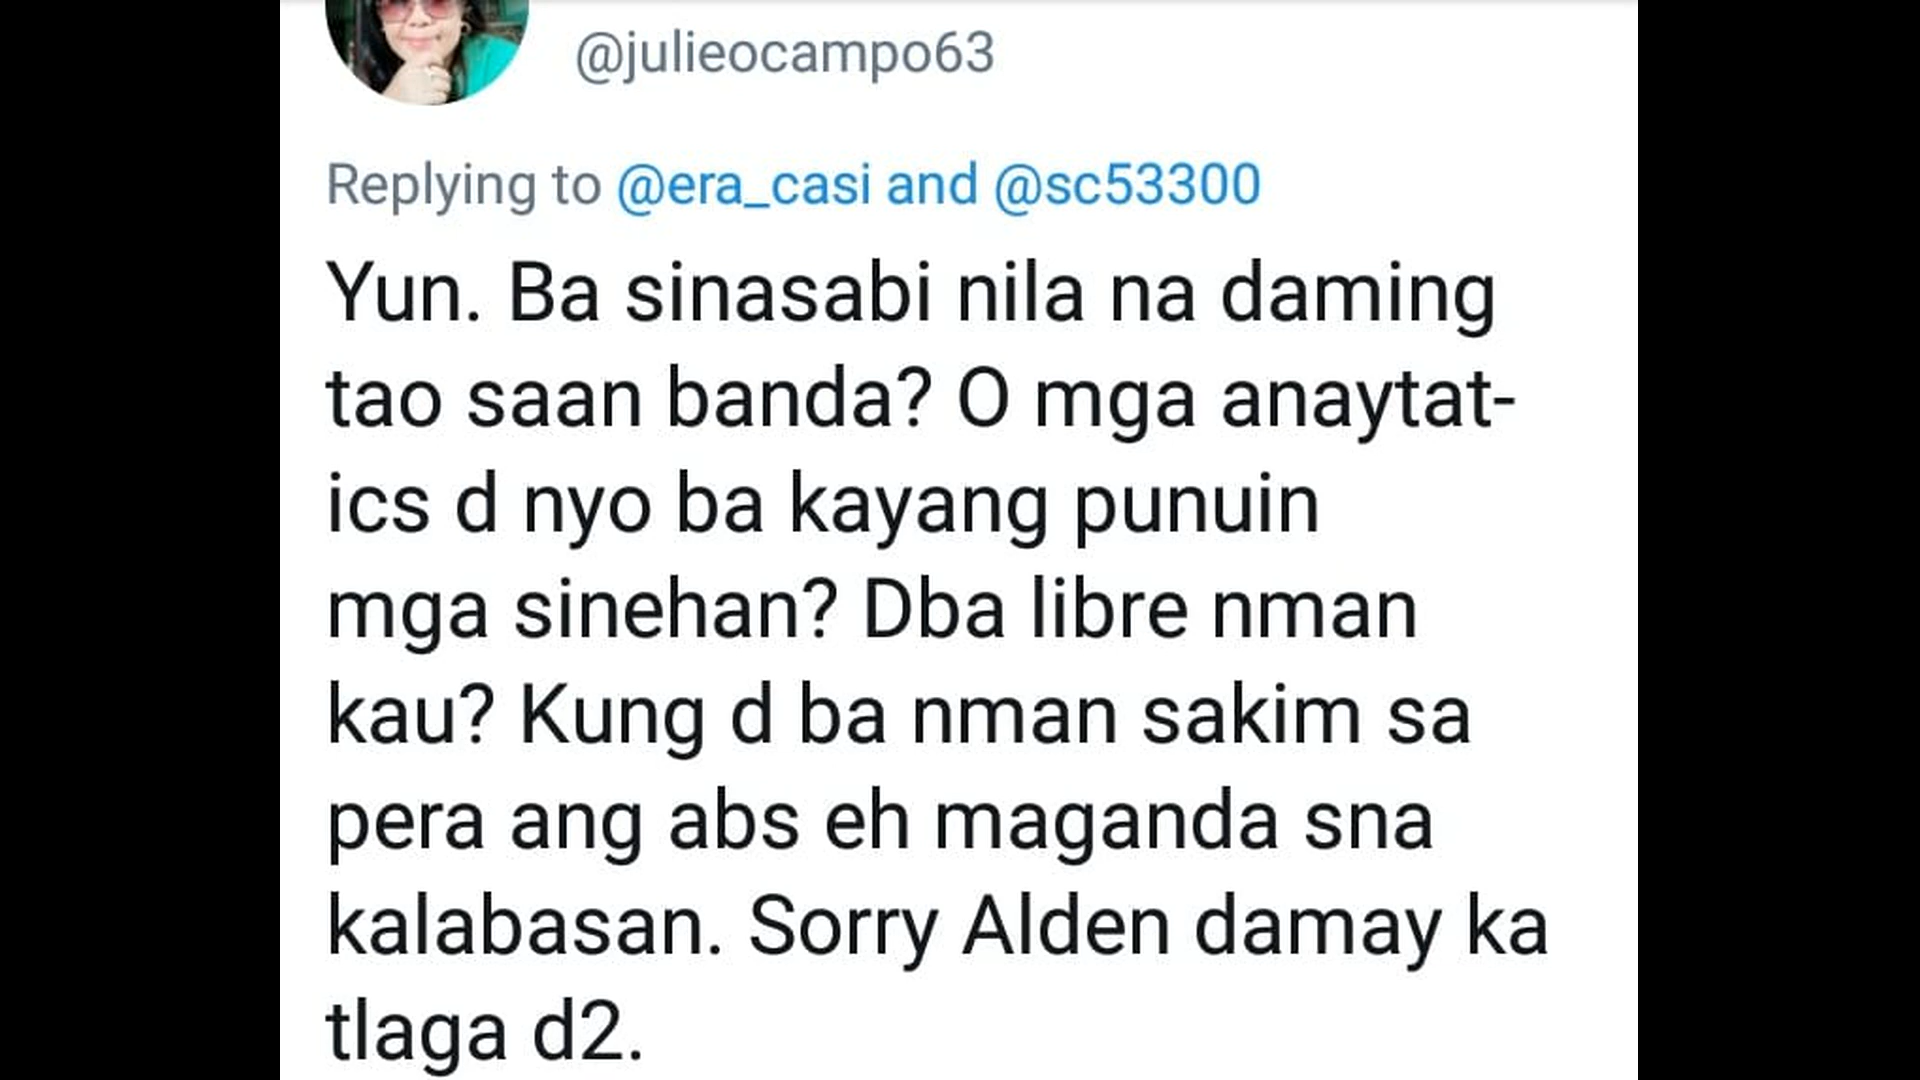 @julieocampo63
Replying to @era_casi and @sc53300
Yun. Ba sinasabi nila na daming
tao saan banda? O mga anaytat-
ics d nyo ba kayang punuin
mga sinehan? Dba libre nman
kau? Kung d ba nman sakim sa
pera ang abs eh maganda sna
kalabasan. Sorry Alden damay ka
tlaga d2.